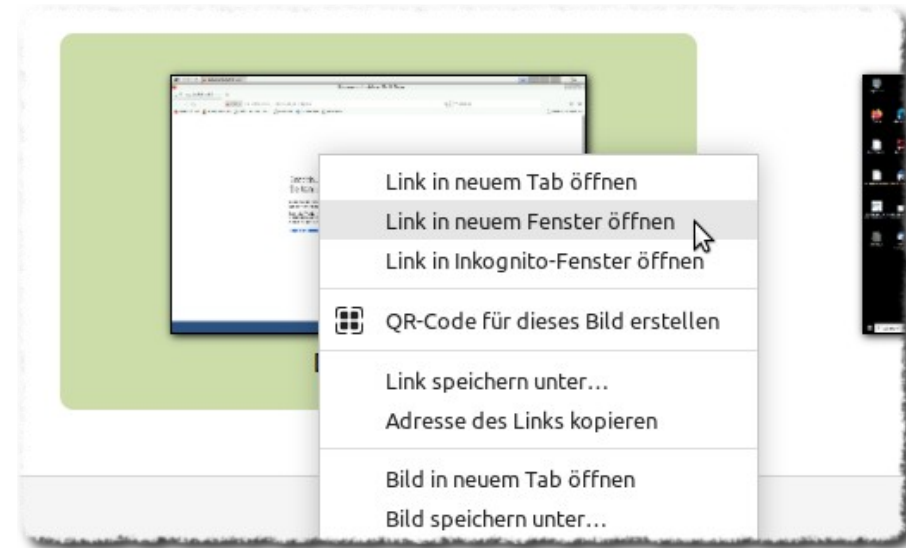 Link in neuem Tab öffnen
Link in neuem Fenster öffnen
Link in Inkognito-Fenster öffnen
QR-Code für dieses Bild erstellen
Link speichern unter…
Adresse des Links kopieren
Bild in neuem Tab öffnen
Bild speichern unter…